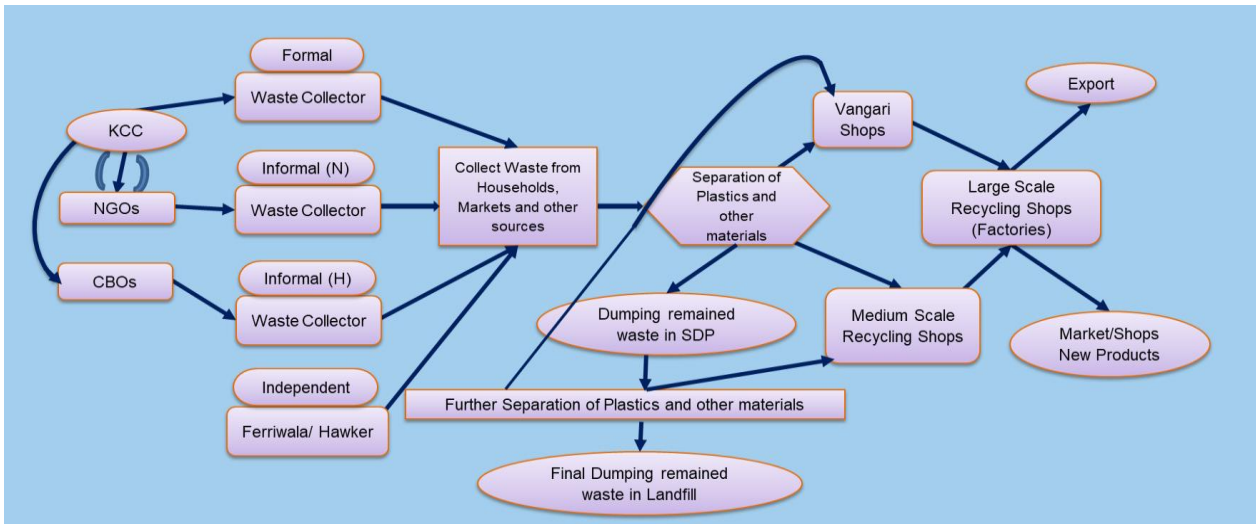 Formal
Waste Collector
KCC
Informal (N)
NGOs
Waste Collector
CBOs
Informal (H)
Waste Collector
Independent
Ferriwala/ Hawker
Collect Waste from
Households,
Markets and other
sources
Separation of
Plastics and
other
materials
Vangari
Shops
Export
Large Scale
Recycling Shops
(Factories)
Dumping remained
waste in SDP
Medium Scale
Recycling Shops
Market/Shops
New Products
Further Separation of Plastics and other materials
Final Dumping remained
waste in Landfill